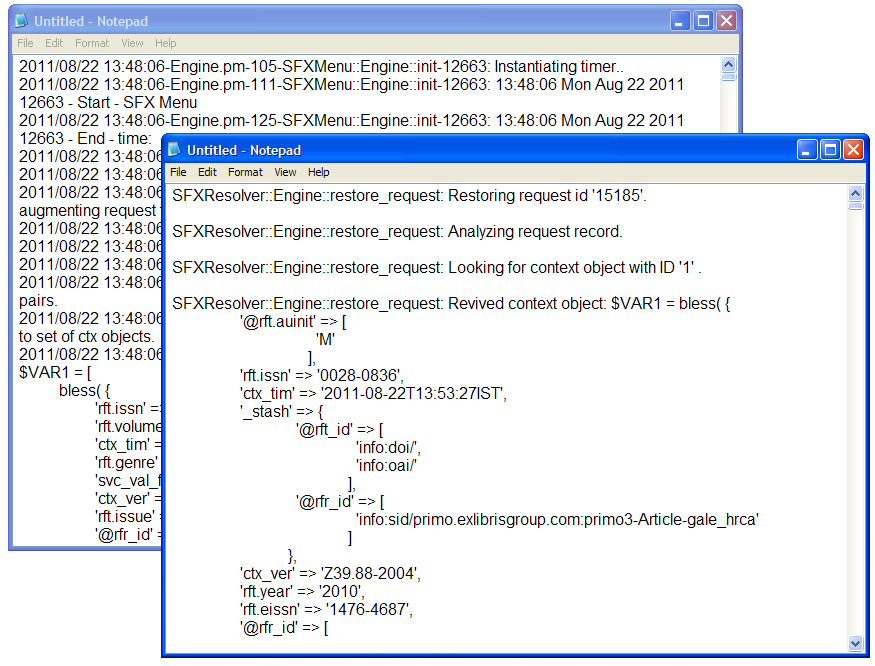 Untitled - Notepad
File Edit Format View Help
2011/08/22 13:48:06-Engine.pm-105-SFXMenu::Engine::init-12663: Instantiating timer..
2011/08/22 13:48:06-Engine.pm-111-SFXMenu::Engine::init-12663: 13:48:06 Mon Aug 22 2011
12663 - Start - SFX Menu
2011/08/22 13:48:06-Engine.pm-125-SFXMenu::Engine::init-12663: 13:48:06 Mon Aug 22 2011
12663 - End - time:
2011/08/22 13:48:06
2011/08/22 13:48:06
2011/08/22 13:48:06
augmenting request
2011/08/22 13:48:06
2011/08/22 13:48:06
2011/08/22 13:48:06
2011/08/22 13:48:06
pairs.
2011/08/22 13:48:06
to set of ctx objects.
2011/08/22 13:48:06
$VAR1 = [
bless( {
'rft.issn' =>
'rft.volume
'ctx_tim' =
'rft.genre'
'svc_val_f
'ctx_ver' =
'rft.issue' =
'@rfr_id' =
Untitled - Notepad
File Edit Format View Help
SFXResolver::Engine::restore_request: Restoring request id '15185'.
SFXResolver::Engine::restore_request: Analyzing request record.
SFXResolver::Engine::restore_request: Looking for context object with ID '1' .
SFXResolver::Engine::restore_request: Revived context object: $VAR1 = bless( {
'@rft.auinit' => [
'M'
],
'rft.issn' => '0028-0836',
'ctx_tim' => '2011-08-22T13:53:27IST',
'_stash' => {
'@rft_id' => [
'info:doi/',
'info:oai/'
],
'@rfr_id' => [
'info:sid/primo.exlibrisgroup.com:primo3-Article-gale_hrca'
]
},
'ctx_ver' => 'Z39.88-2004',
'rft.year' => '2010',
'rft.eissn' => '1476-4687',
'@rfr_id' => [